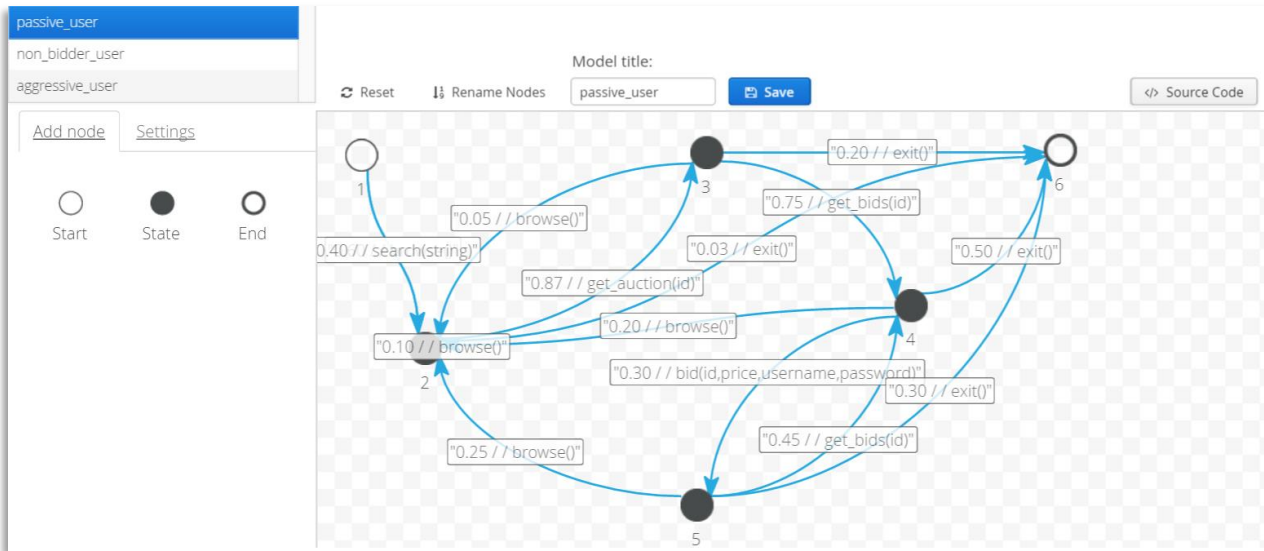 passive_user
non_bidder_user
aggressive_user
Model title:
Reset
Rename Nodes
passive_user
Save
</> Source Code
Add node
Settings
Start
State
End
1
3
6
"0.20 / / exit()"
"0.75 / / get_bids(id)"
"0.05 / / browse()"
0.40 / / search(string)"
"0.03 / / exit()"
"0.50 / / exit()"
"0.87 / / get_auction(id)"
"0.20 / / browse()"
4
"0.10 / / browse()"
2
"0.30 / / bid(id,price,username,password)"
"0.30 / / exit()"
"0.45 / / get_bids(id)"
"0.25 / / browse()"
5